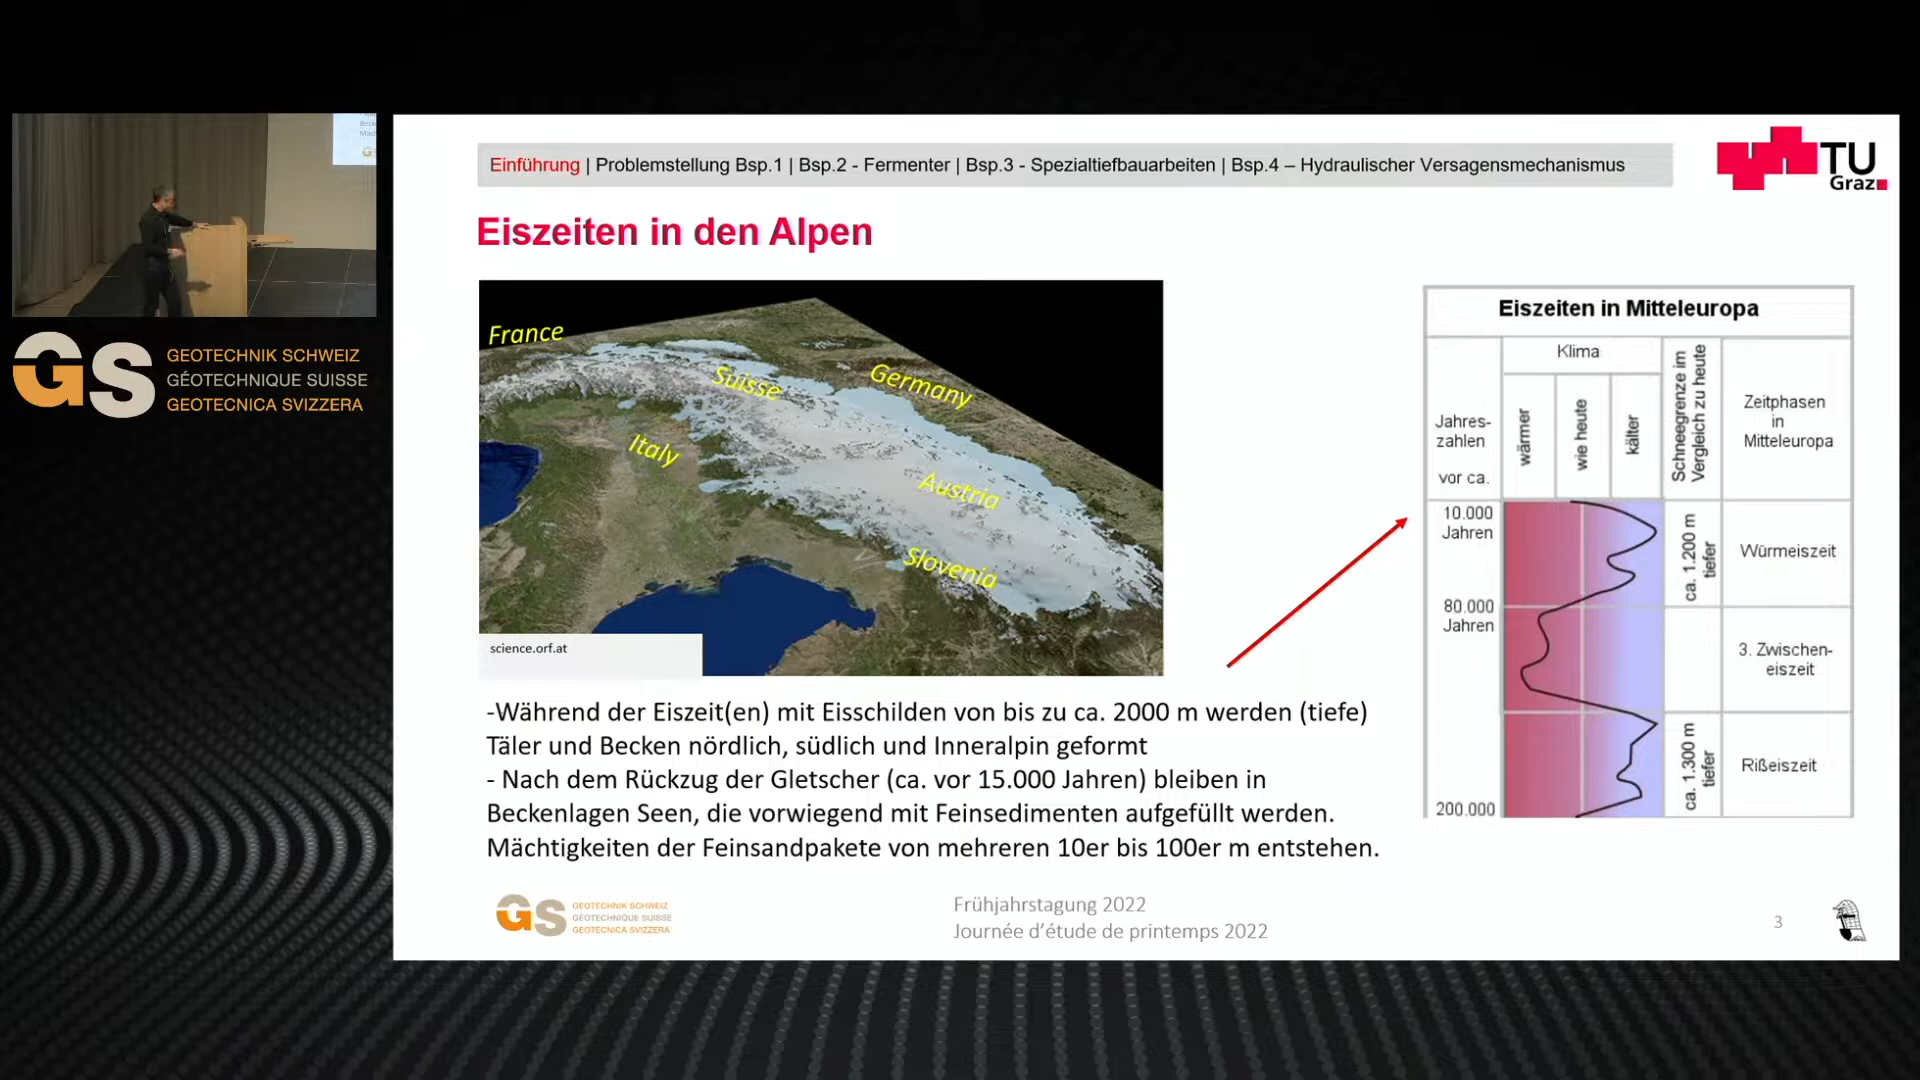 GEOTECHNIK SCHWEIZ
GÉOTECHNIQUE SUISSE
GEOTECNICA SVIZZERA
GS
Einführung | Problemstellung Bsp.1 | Bsp.2 - Fermenter | Bsp.3 - Spezialtiefbauarbeiten | Bsp.4 – Hydraulischer Versagensmechanismus
TU
Graz
Eiszeiten in den Alpen
France
Suisse
Germany
Italy
Austria
Slovenia
science.orf.at
Eiszeiten in Mitteleuropa
Jahres-
zahlen
vor ca.
Klima
wärmer
wie heute
kälter
Schneegrenze im
Vergleich zu heute
Zeitphasen
in
Mitteleuropa
10.000
Jahren
ca. 1.200 m
tiefer
Würmeiszeit
80.000
Jahren
3. Zwischen-
eiszeit
ca. 1.300 m
tiefer
Rißeiszeit
200.000
-Während der Eiszeit(en) mit Eisschilden von bis zu ca. 2000 m werden (tiefe)
Täler und Becken nördlich, südlich und Inneralpin geformt
- Nach dem Rückzug der Gletscher (ca. vor 15.000 Jahren) bleiben in
Beckenlagen Seen, die vorwiegend mit Feinsedimenten aufgefüllt werden.
Mächtigkeiten der Feinsandpakete von mehreren 10er bis 100er m entstehen.
GS
GEOTECHNIK SCHWEIZ
GÉOTECHNIQUE SUISSE
GEOTECNICA SVIZZERA
Frühjahrstagung 2022
Journée d’étude de printemps 2022
3